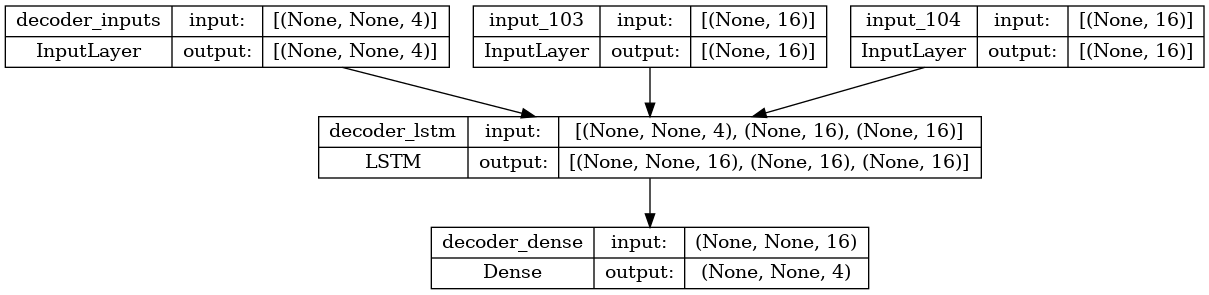 decoder_inputs input: [(None, None, 4)]
InputLayer output: [(None, None, 4)]
input_103 input: [(None, 16)]
InputLayer output: [(None, 16)]
input_104 input: [(None, 16)]
InputLayer output: [(None, 16)]
decoder_lstm input: [(None, None, 4), (None, 16), (None, 16)]
LSTM output: [(None, None, 16), (None, 16), (None, 16)]
decoder_dense input: (None, None, 16)
Dense output: (None, None, 4)